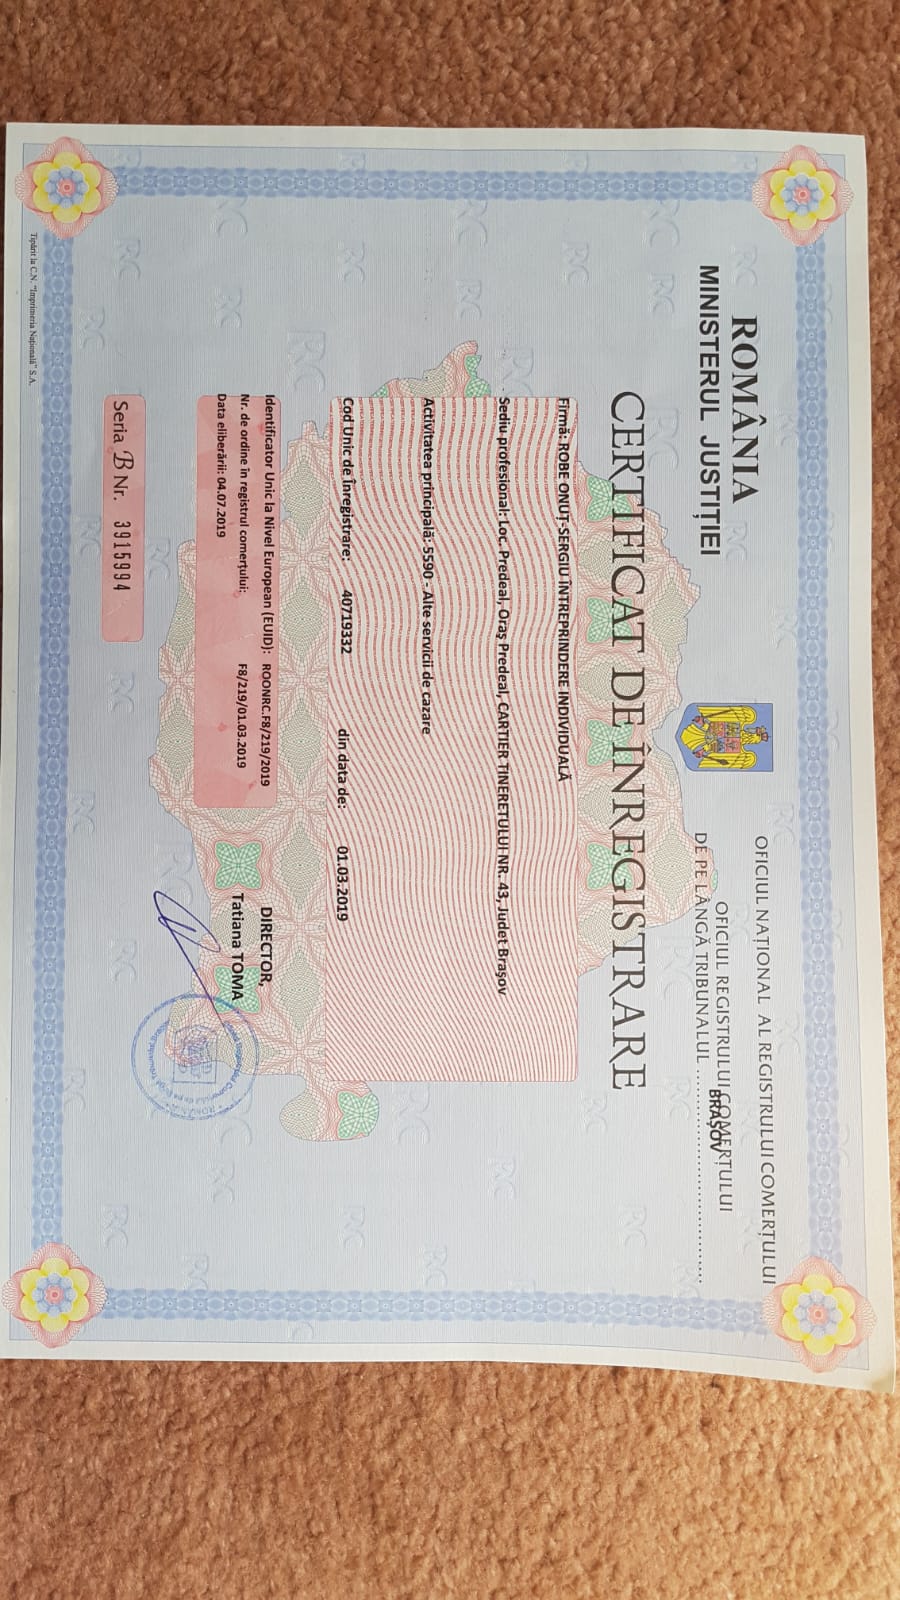 ROMÂNIA
MINISTERUL JUSTIȚIEI
OFICIUL NAȚIONAL AL REGISTRULUI COMERȚULUI
OFICIUL REGISTRULUI COMERȚULUI
DE PE LÂNGĂ TRIBUNALUL BRAȘOV
CERTIFICAT DE ÎNREGISTRARE
Firmă: ROBE ONUȚ-SERGIU ÎNTREPRINDERE INDIVIDUALĂ
Sediu profesional: Loc. Predeal, Oraș Predeal, CARTIER TINERETULUI NR. 43, Judet Brașov
Activitatea principală: 5590 - Alte servicii de cazare
Cod Unic de Înregistrare: 40719332 din data de: 01.03.2019
Identificator Unic la Nivel European (EUID): ROONRC.F8/219/2019
Nr. de ordine în registrul comerțului: F8/219/01.03.2019
Data eliberării: 04.07.2019
DIRECTOR,
Tatiana TOMA
Seria B Nr. 3915994
Tipărit la C.N. "Imprimeria Națională" S.A.